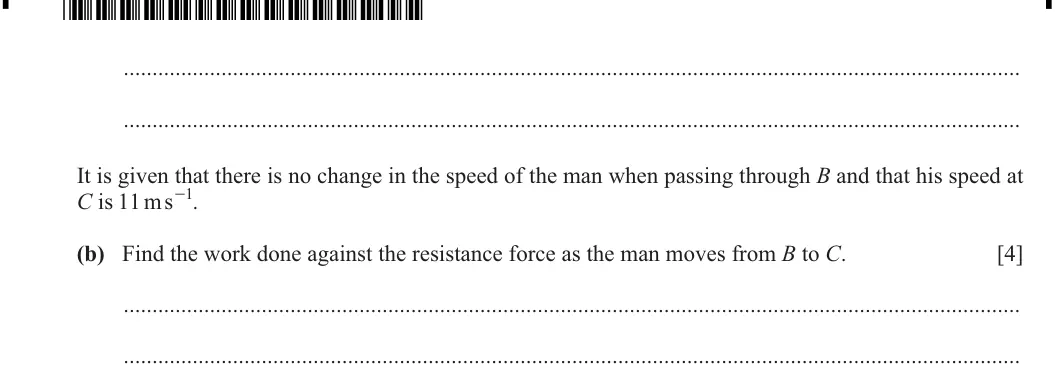 ................................................................................
................................................................................
It is given that there is no change in the speed of the man when passing through B and that his speed at
C is 11 m s⁻¹.
(b) Find the work done against the resistance force as the man moves from B to C. [4]
................................................................................
................................................................................